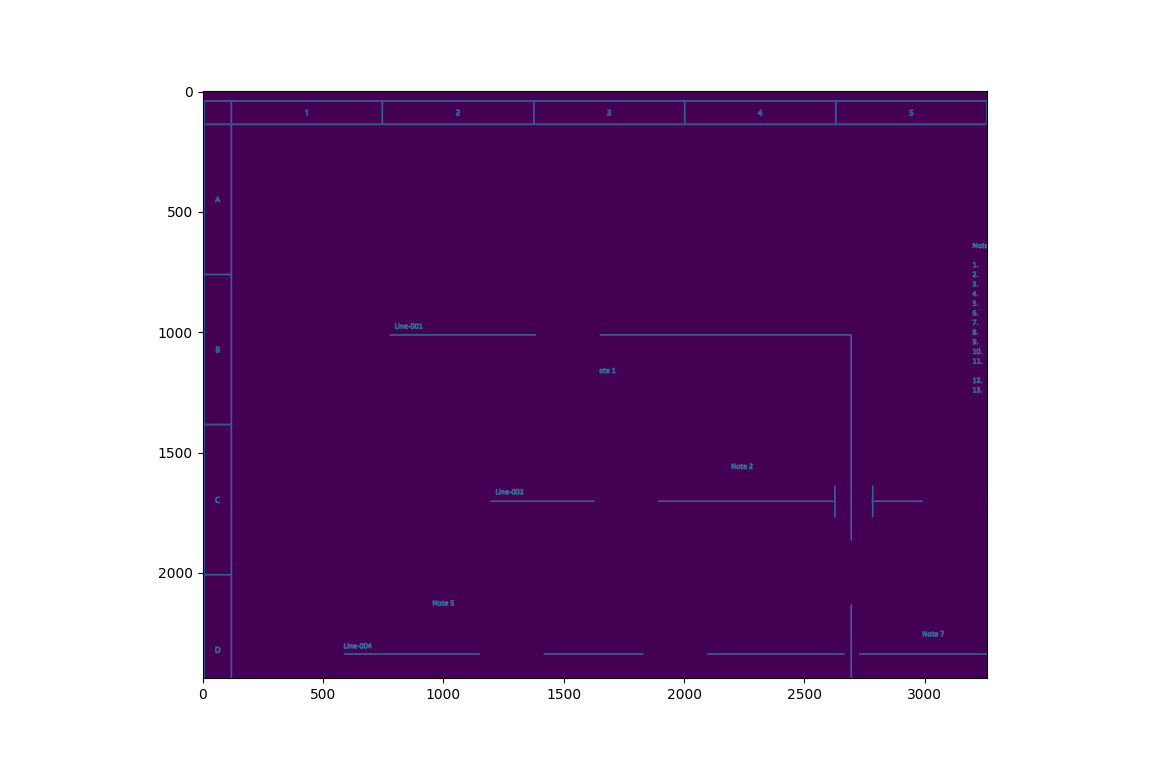 0
1 2 3 4 5
A
500
Note
1.
2.
3.
4.
5.
6.
7.
8.
9.
10.
11.
12.
13.
Line-001
1000
B
ote 1
1500
Note 2
Line-002
C
2000
Note 5
Note 7
Line-004
D
0 500 1000 1500 2000 2500 3000